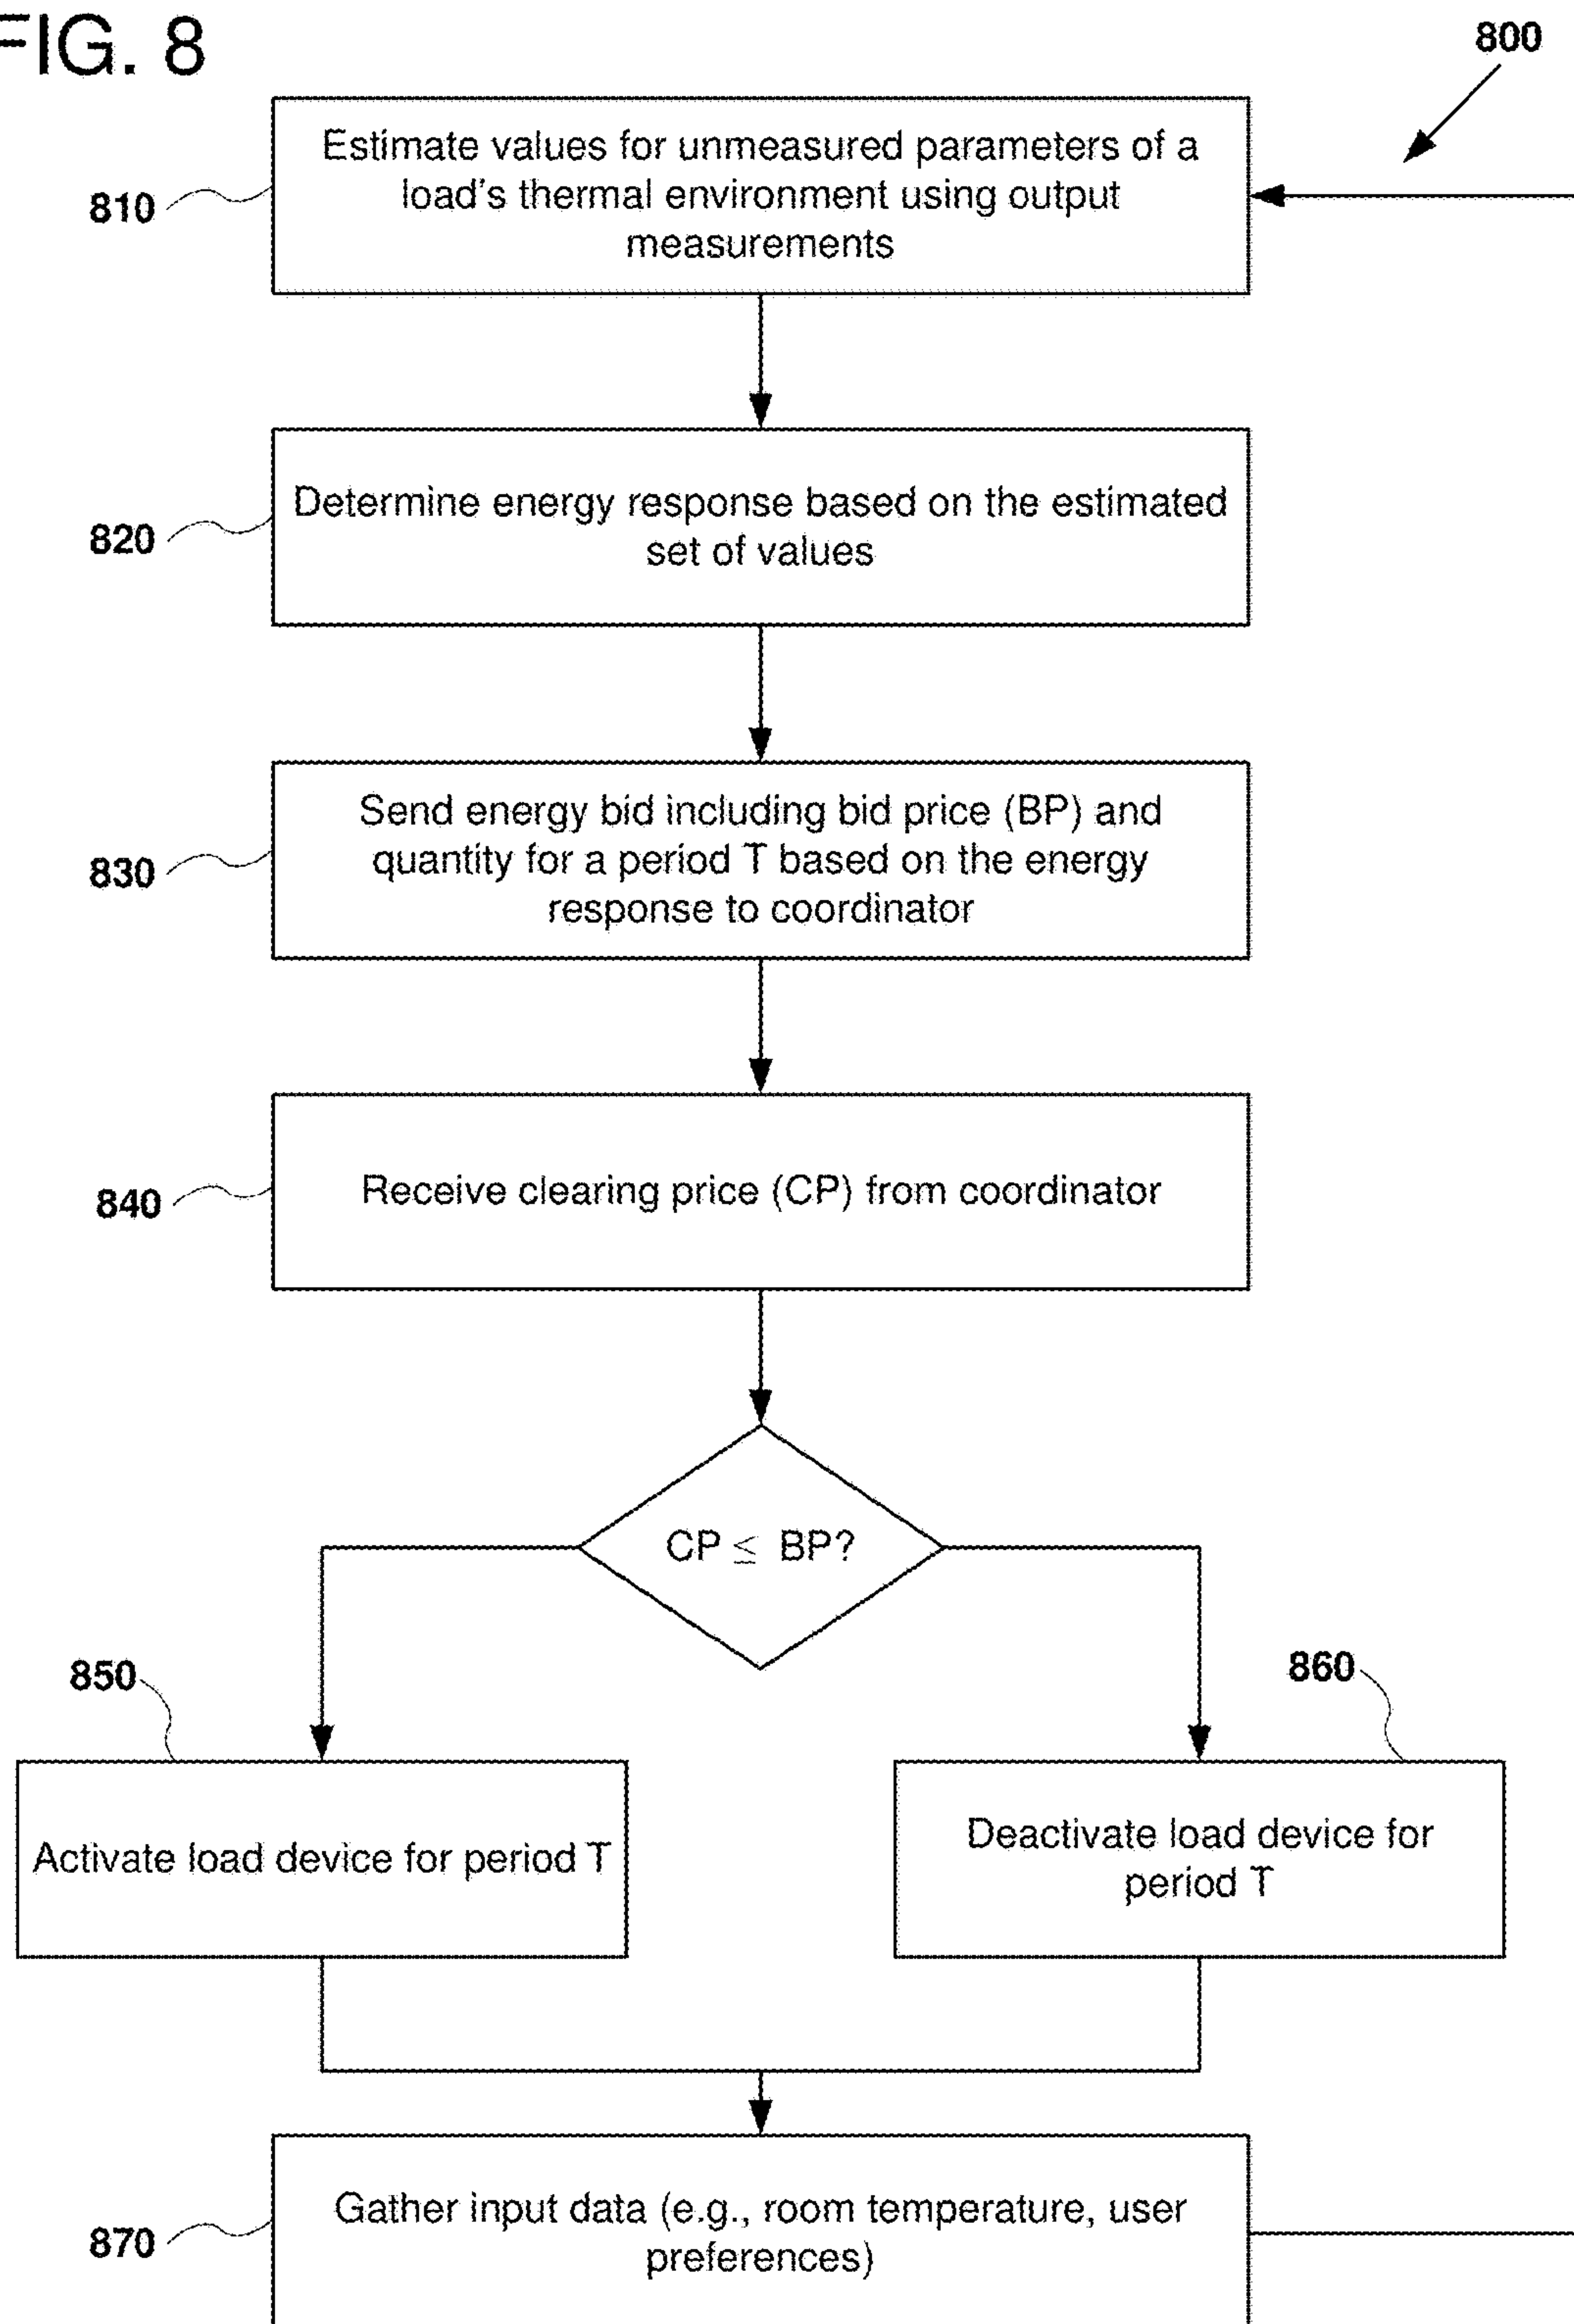 FIG. 8
800
Estimate values for unmeasured parameters of a
load's thermal environment using output
measurements
810
Determine energy response based on the estimated
set of values
820
Send energy bid including bid price (BP) and
quantity for a period T based on the energy
response to coordinator
830
Receive clearing price (CP) from coordinator
840
CP ≤ BP?
850
860
Activate load device for period T
Deactivate load device for
period T
Gather input data (e.g., room temperature, user
preferences)
870